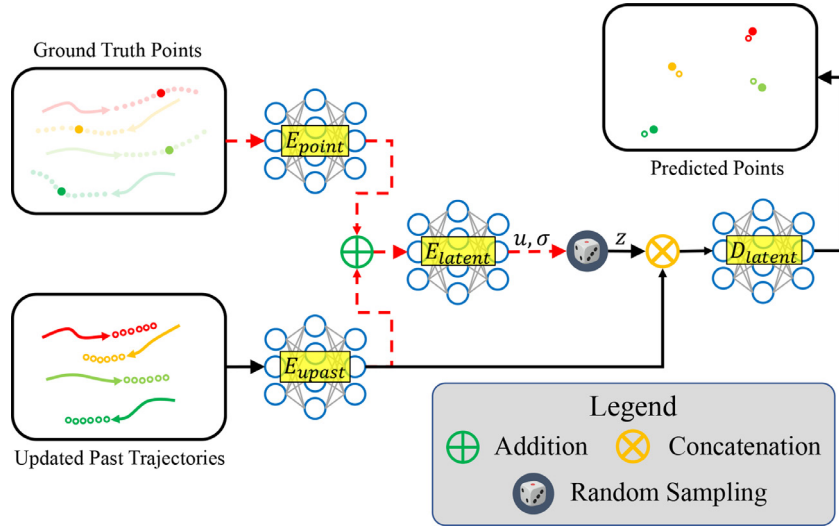 Ground Truth Points
E_point
Predicted Points
E_latent
u, σ
z
D_latent
E_upast
Updated Past Trajectories
Legend
Addition
Concatenation
Random Sampling